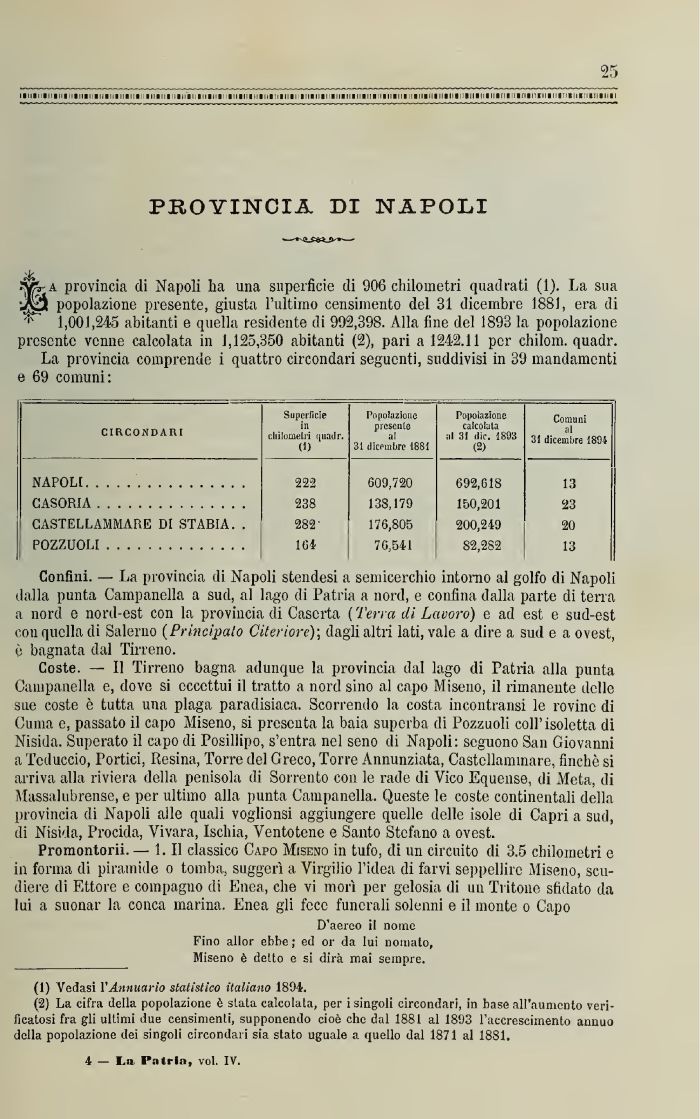 25
PROVINCIA DI NAPOLI
LA provincia di Napoli ha una superficie di 906 chilometri quadrati (1). La sua
popolazione presente, giusta l'ultimo censimento del 31 dicembre 1881, era di
1,001,245 abitanti e quella residente di 992,398. Alla fine del 1893 la popolazione
presente venne calcolata in 1,125,350 abitanti (2), pari a 1242.11 per chilom. quadr.
La provincia comprende i quattro circondari seguenti, suddivisi in 39 mandamenti
e 69 comuni:
CIRCONDARI | Superficie in chilometri quadr. (1) | Popolazione presente al 31 dicembre 1881 | Popolazione calcolata al 31 dic. 1893 (2) | Comuni al 31 dicembre 1894
NAPOLI. . . . . . . . . . . . . . . . 222 609,720 692,618 13
CASORIA . . . . . . . . . . . . . . . 238 138,179 150,201 23
CASTELLAMMARE DI STABIA. . 282 176,805 200,249 20
POZZUOLI . . . . . . . . . . . . . . 164 76,541 82,282 13
Confini. — La provincia di Napoli stendesi a semicerchio intorno al golfo di Napoli
dalla punta Campanella a sud, al lago di Patria a nord, e confina dalla parte di terra
a nord e nord-est con la provincia di Caserta (Terra di Lavoro) e ad est e sud-est
con quella di Salerno (Principato Citeriore); dagli altri lati, vale a dire a sud e a ovest,
è bagnata dal Tirreno.
Coste. — Il Tirreno bagna adunque la provincia dal lago di Patria alla punta
Campanella e, dove si eccettui il tratto a nord sino al capo Miseno, il rimanente delle
sue coste è tutta una plaga paradisiaca. Scorrendo la costa incontransi le rovine di
Cuma e, passato il capo Miseno, si presenta la baia superba di Pozzuoli coll'isoletta di
Nisida. Superato il capo di Posillipo, s'entra nel seno di Napoli: seguono San Giovanni
a Teduccio, Portici, Resina, Torre del Greco, Torre Annunziata, Castellammare, finchè si
arriva alla riviera della penisola di Sorrento con le rade di Vico Equense, di Meta, di
Massalubrense, e per ultimo alla punta Campanella. Queste le coste continentali della
provincia di Napoli alle quali voglionsi aggiungere quelle delle isole di Capri a sud,
di Nisida, Procida, Vivara, Ischia, Ventotene e Santo Stefano a ovest.
Promontorii. — 1. Il classico CAPO MISENO in tufo, di un circuito di 3.5 chilometri e
in forma di piramide o tomba, suggerì a Virgilio l'idea di farvi seppellire Miseno, scu-
diere di Ettore e compagno di Enea, che vi morì per gelosia di un Tritone sfidato da
lui a suonar la conca marina. Enea gli fece funerali solenni e il monte o Capo
D'aereo il nome
Fino allor ebbe; ed or da lui nomato,
Miseno è detto e si dirà mai sempre.
(1) Vedasi l'Annuario statistico italiano 1894.
(2) La cifra della popolazione è stata calcolata, per i singoli circondari, in base all'aumento veri-
ficatosi fra gli ultimi due censimenti, supponendo cioè che dal 1881 al 1893 l'accrescimento annuo
della popolazione dei singoli circondari sia stato uguale a quello dal 1871 al 1881.
4 — La Patria, vol. IV.